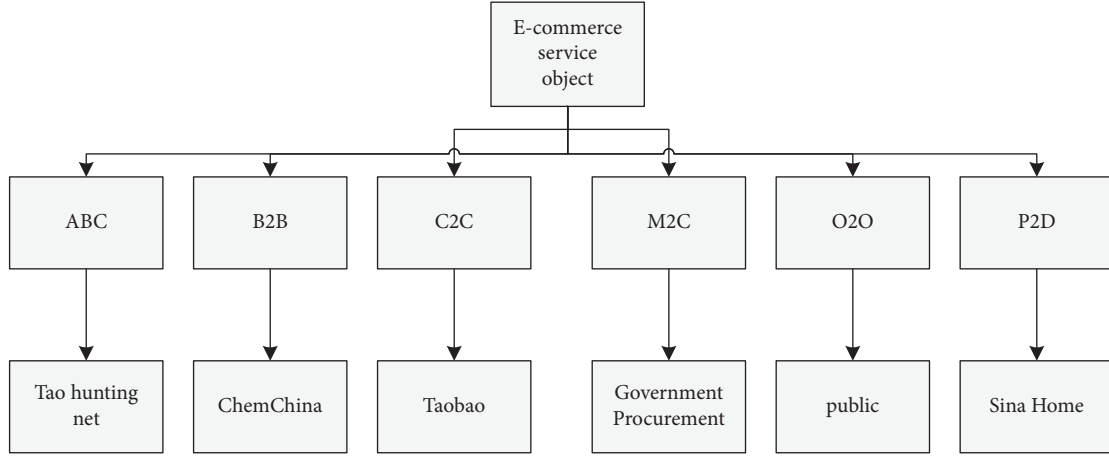 E-commerce
service
object
ABC
B2B
C2C
M2C
O2O
P2D
Tao hunting
net
ChemChina
Taobao
Government
Procurement
public
Sina Home